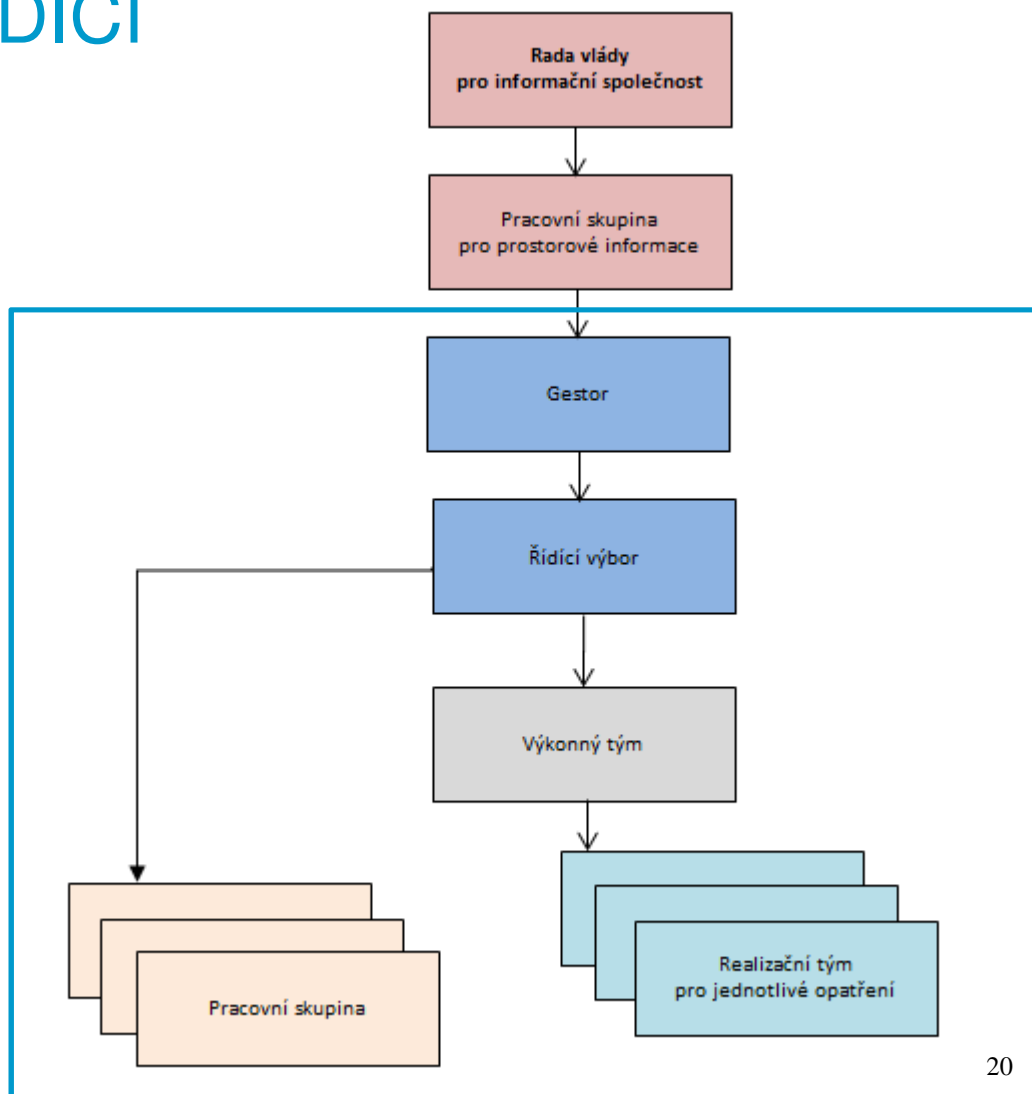 DÍCÍ
Rada vlády
pro informační společnost
Pracovní skupina
pro prostorové informace
Gestor
Řídící výbor
Výkonný tým
Realizační tým
pro jednotlivé opatření
Pracovní skupina
20